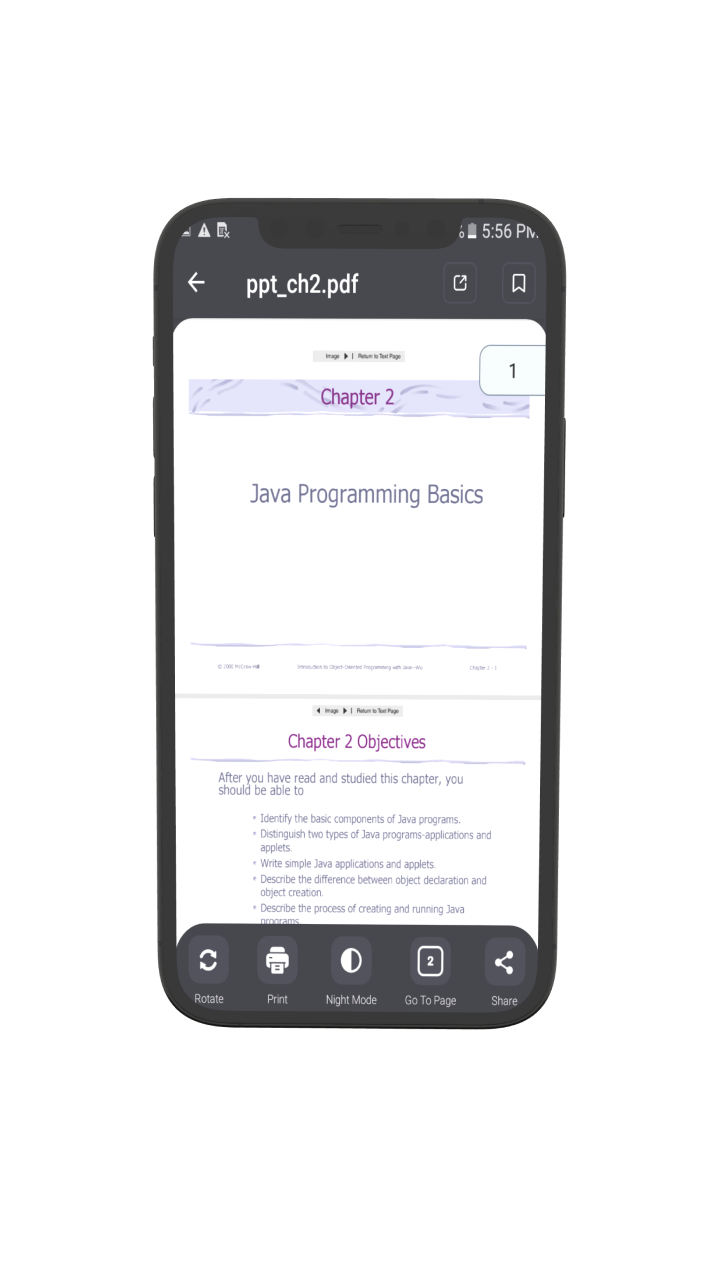 5:56 PM
ppt_ch2.pdf
Image | Return to Text Page
1
Chapter 2
Java Programming Basics
© 2000 McGraw-Hill Introduction to Object-Oriented Programming with Java--Wu Chapter 2 - 1
Image | Return to Text Page
Chapter 2 Objectives
After you have read and studied this chapter, you
should be able to
• Identify the basic components of Java programs.
• Distinguish two types of Java programs-applications and
applets.
• Write simple Java applications and applets.
• Describe the difference between object declaration and
object creation.
• Describe the process of creating and running Java
programs.
2
Rotate Print Night Mode Go To Page Share